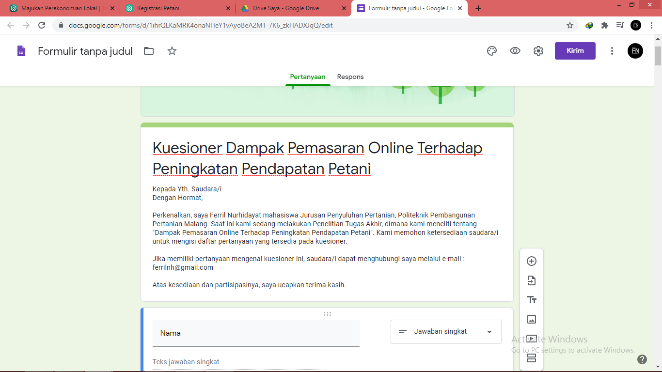 Majukan Perekonomian Lokal |
Registrasi Petani
Drive Saya - Google Drive
Formulir tanpa judul - Google Fo
docs.google.com/forms/d/
/edit
Formulir tanpa judul
Kirim
EN
Pertanyaan
Respons
Kuesioner Dampak Pemasaran Online Terhadap
Peningkatan Pendapatan Petani
Kepada Yth. Saudara/i
Dengan Hormat,
Perkenalkan, saya Ferril Nurhidayat mahasiswa Jurusan Penyuluhan Pertanian, Politeknik Pembangunan
Pertanian Malang. Saat ini kami sedang melakukan Penelitian Tugas Akhir, dimana kami meneliti tentang
"Dampak Pemasaran Online Terhadap Peningkatan Pendapatan Petani". Kami memohon ketersediaan saudara/i
untuk mengisi daftar pertanyaan yang tersedia pada kuesioner.
Jika memiliki pertanyaan mengenai kuesioner ini, saudara/i dapat menghubungi saya melalui e-mail :
ferrilnh@gmail.com
Atas kesediaan dan partisipasinya, saya ucapkan terima kasih.
Nama
Jawaban singkat
Teks jawaban singkat
Activate Windows
Go to PC settings to activate Windows.